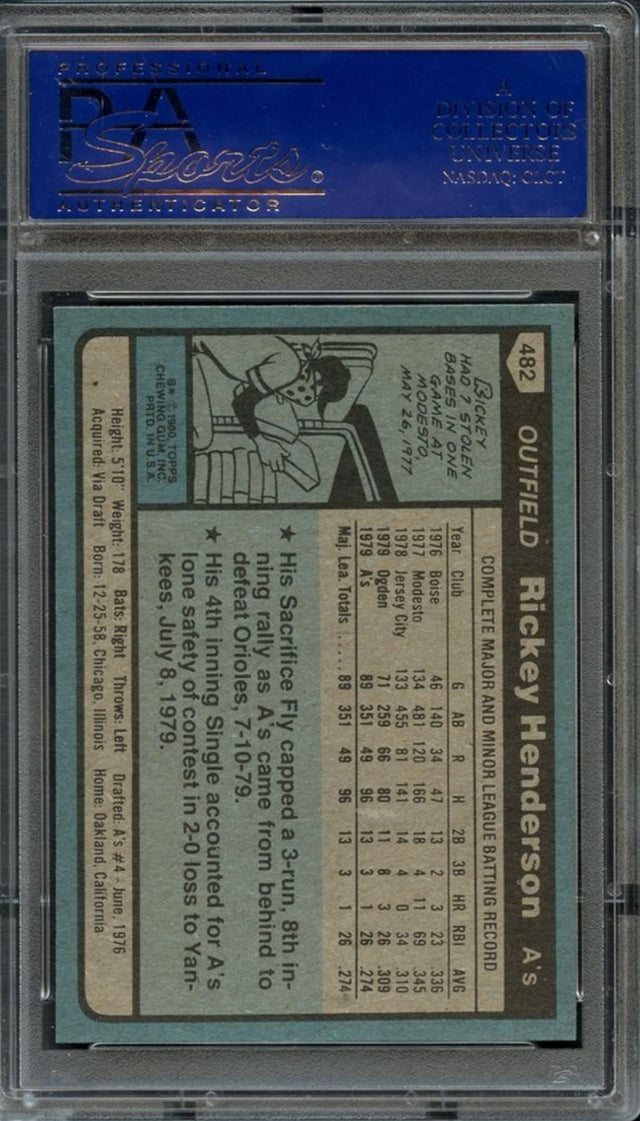 PROFESSIONAL
PSA
Sports®
AUTHENTICATOR
A
DIVISION OF
COLLECTORS
UNIVERSE
NASDAQ: CLCT
482 OUTFIELD Rickey Henderson A's
RICKEY
HAD 7 STOLEN
BASES IN ONE
GAME AT
MODESTO,
MAY 26, 1977
B* © 1980, TOPPS
CHEWING GUM, INC.
PRTD. IN U.S.A.
COMPLETE MAJOR AND MINOR LEAGUE BATTING RECORD
Year Club G AB R H 2B 3B HR RBI AVG
1976 Boise 46 140 34 47 13 2 3 23 .336
1977 Modesto 134 481 120 166 18 4 11 69 .345
1978 Jersey City 133 455 81 141 14 4 0 34 .310
1979 Ogden 71 259 66 80 11 8 3 26 .309
1979 A's 89 351 49 96 13 3 1 26 .274
Maj. Lea. Totals ..... 89 351 49 96 13 3 1 26 .274
★ His Sacrifice Fly capped a 3-run, 8th in-
ning rally as A's came from behind to
defeat Orioles, 7-10-79.
★ His 4th inning Single accounted for A's
lone safety of contest in 2-0 loss to Yan-
kees, July 8, 1979.
Height: 5'10" Weight: 178 Bats: Right Throws: Left Drafted: A's #4 - June, 1976
Acquired: Via Draft Born: 12-25-58, Chicago, Illinois Home: Oakland, California